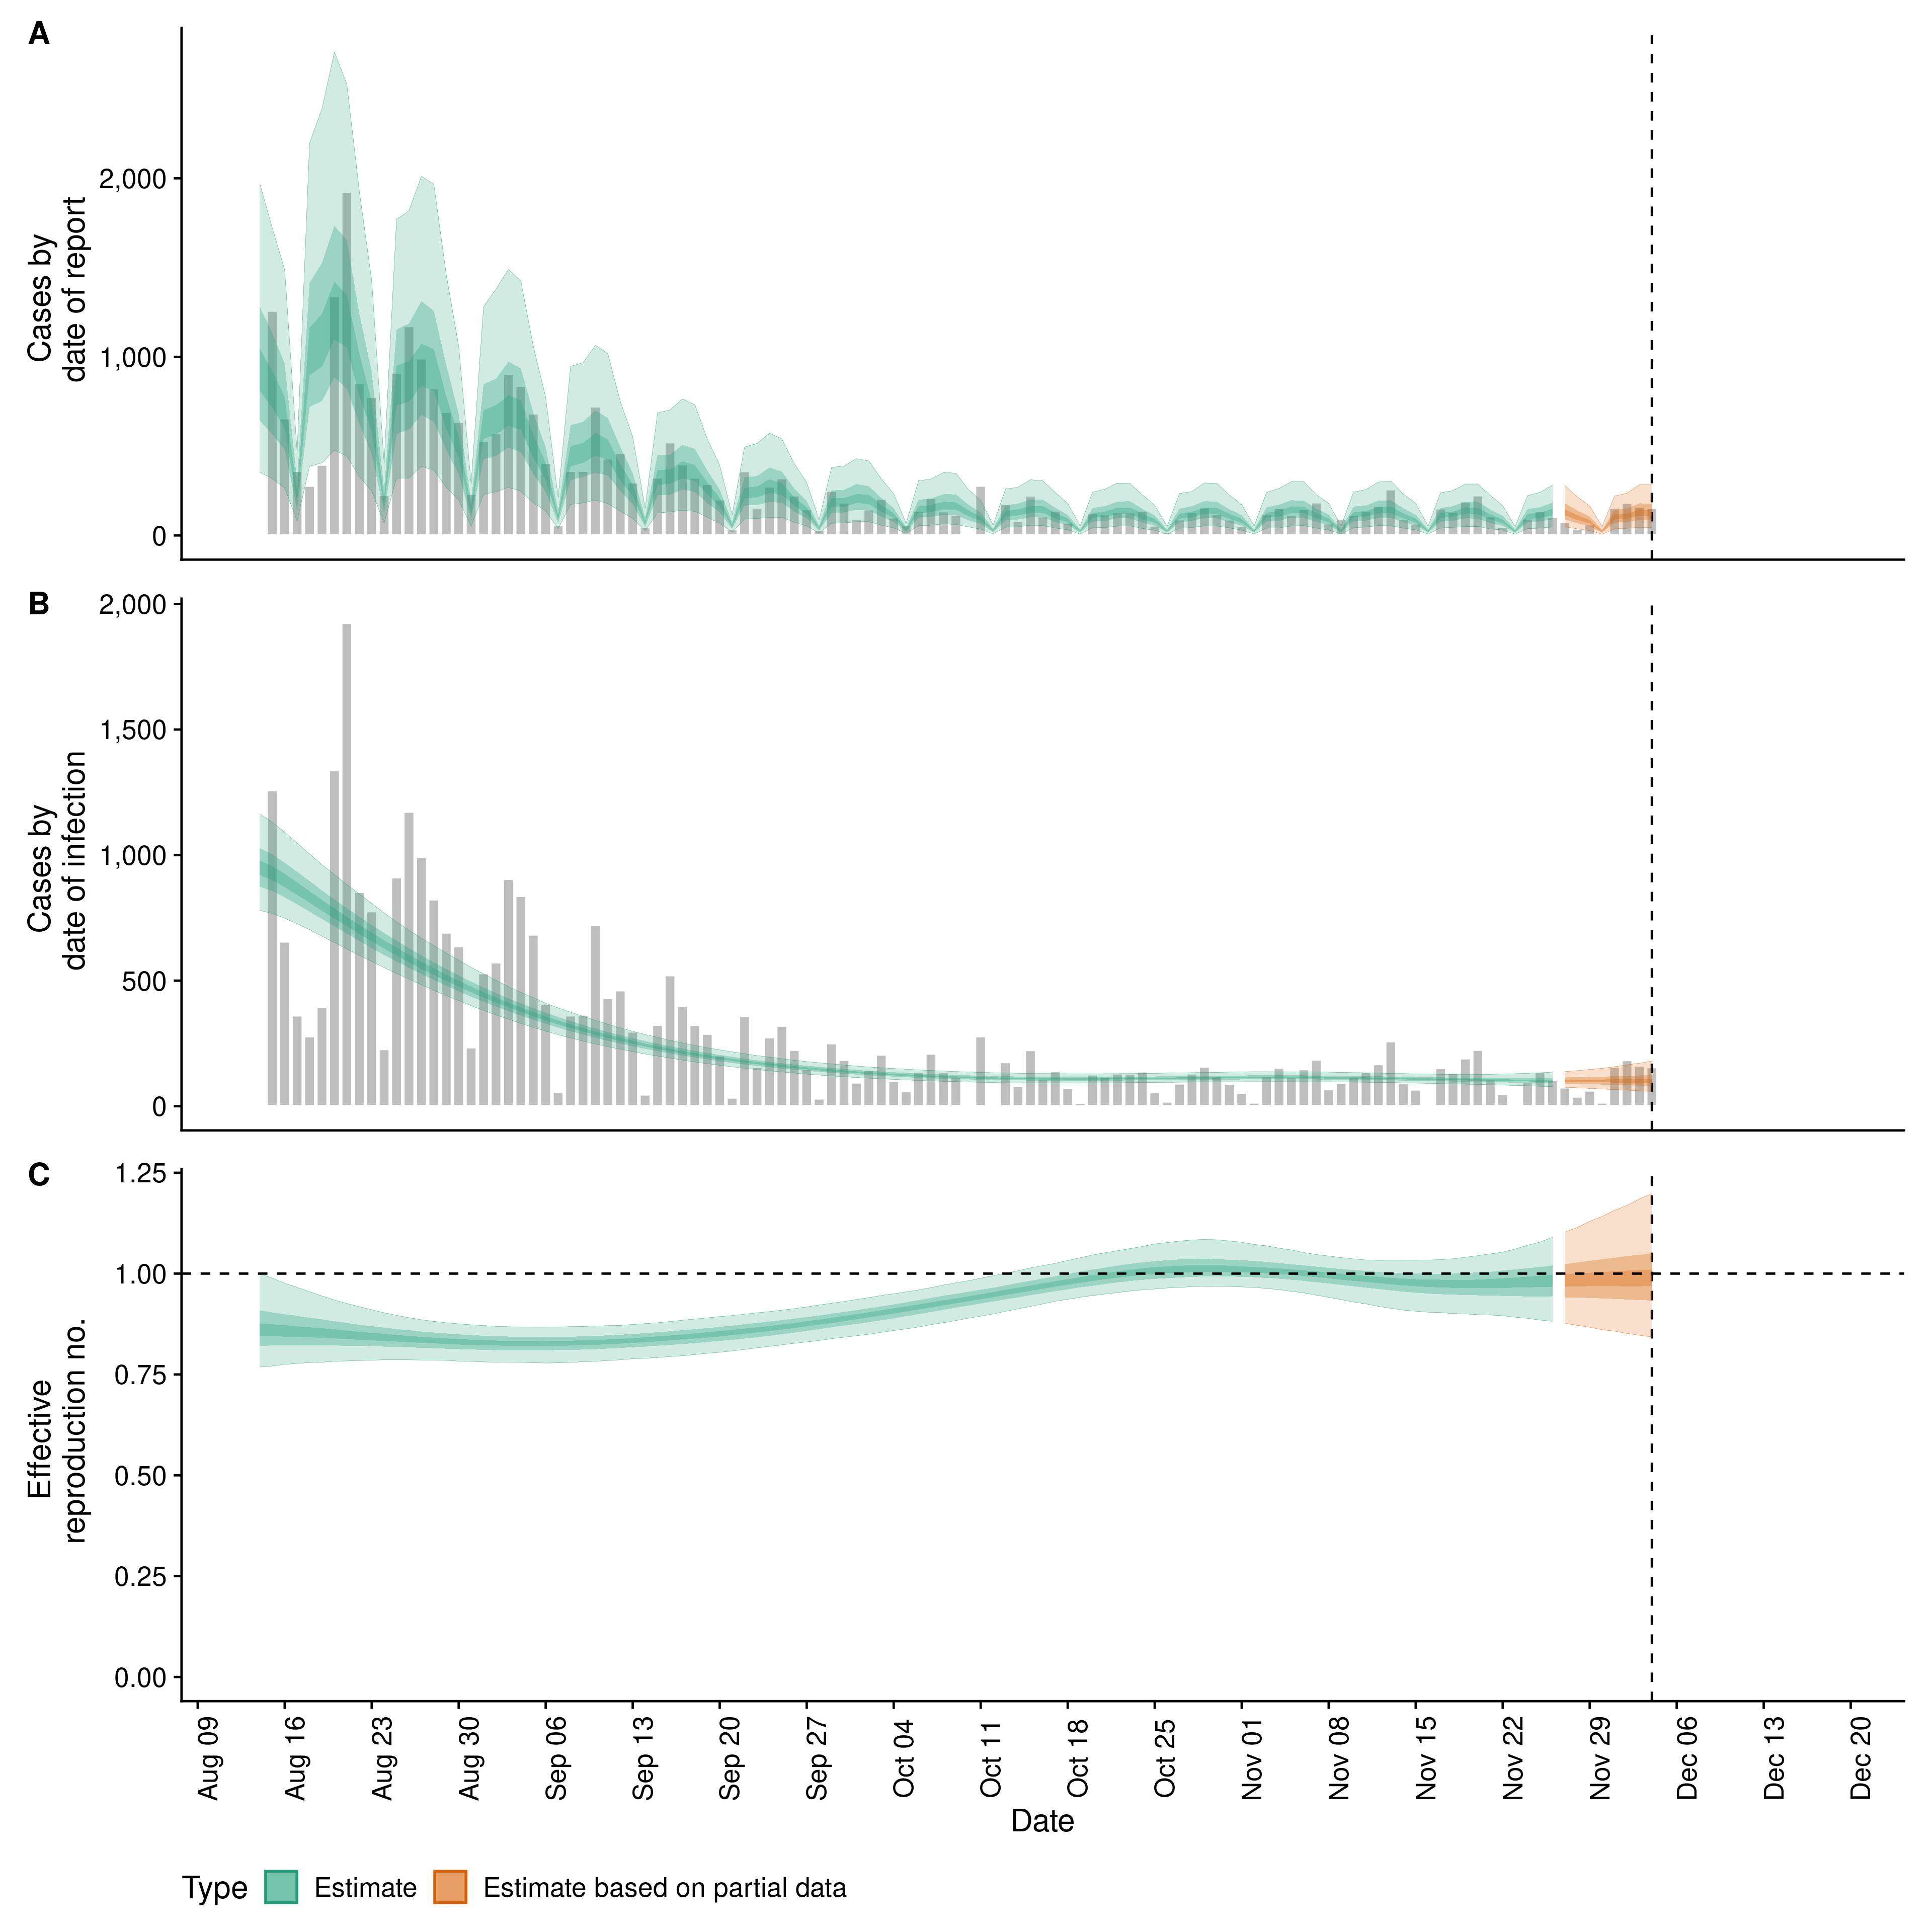 A
Cases by
date of report
2,000
1,000
0
B
Cases by
date of infection
2,000
1,500
1,000
500
0
C
Effective
reproduction no.
1.25
1.00
0.75
0.50
0.25
0.00
Aug 09
Aug 16
Aug 23
Aug 30
Sep 06
Sep 13
Sep 20
Sep 27
Oct 04
Oct 11
Oct 18
Oct 25
Nov 01
Nov 08
Nov 15
Nov 22
Nov 29
Dec 06
Dec 13
Dec 20
Date
Type Estimate Estimate based on partial data